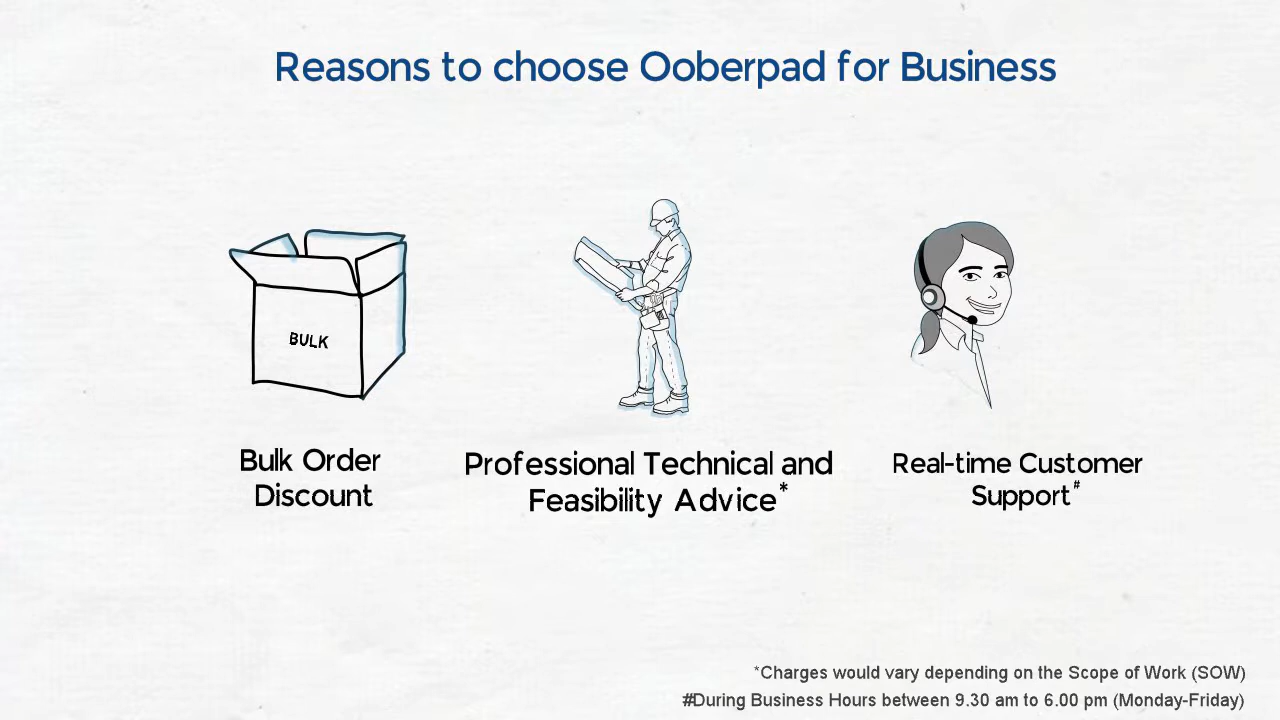 Reasons to choose Ooberpad for Business
BULK
Bulk Order
Discount
Professional Technical and
Feasibility Advice*
Real-time Customer
Support#
*Charges would vary depending on the Scope of Work (SOW)
#During Business Hours between 9.30 am to 6.00 pm (Monday-Friday)